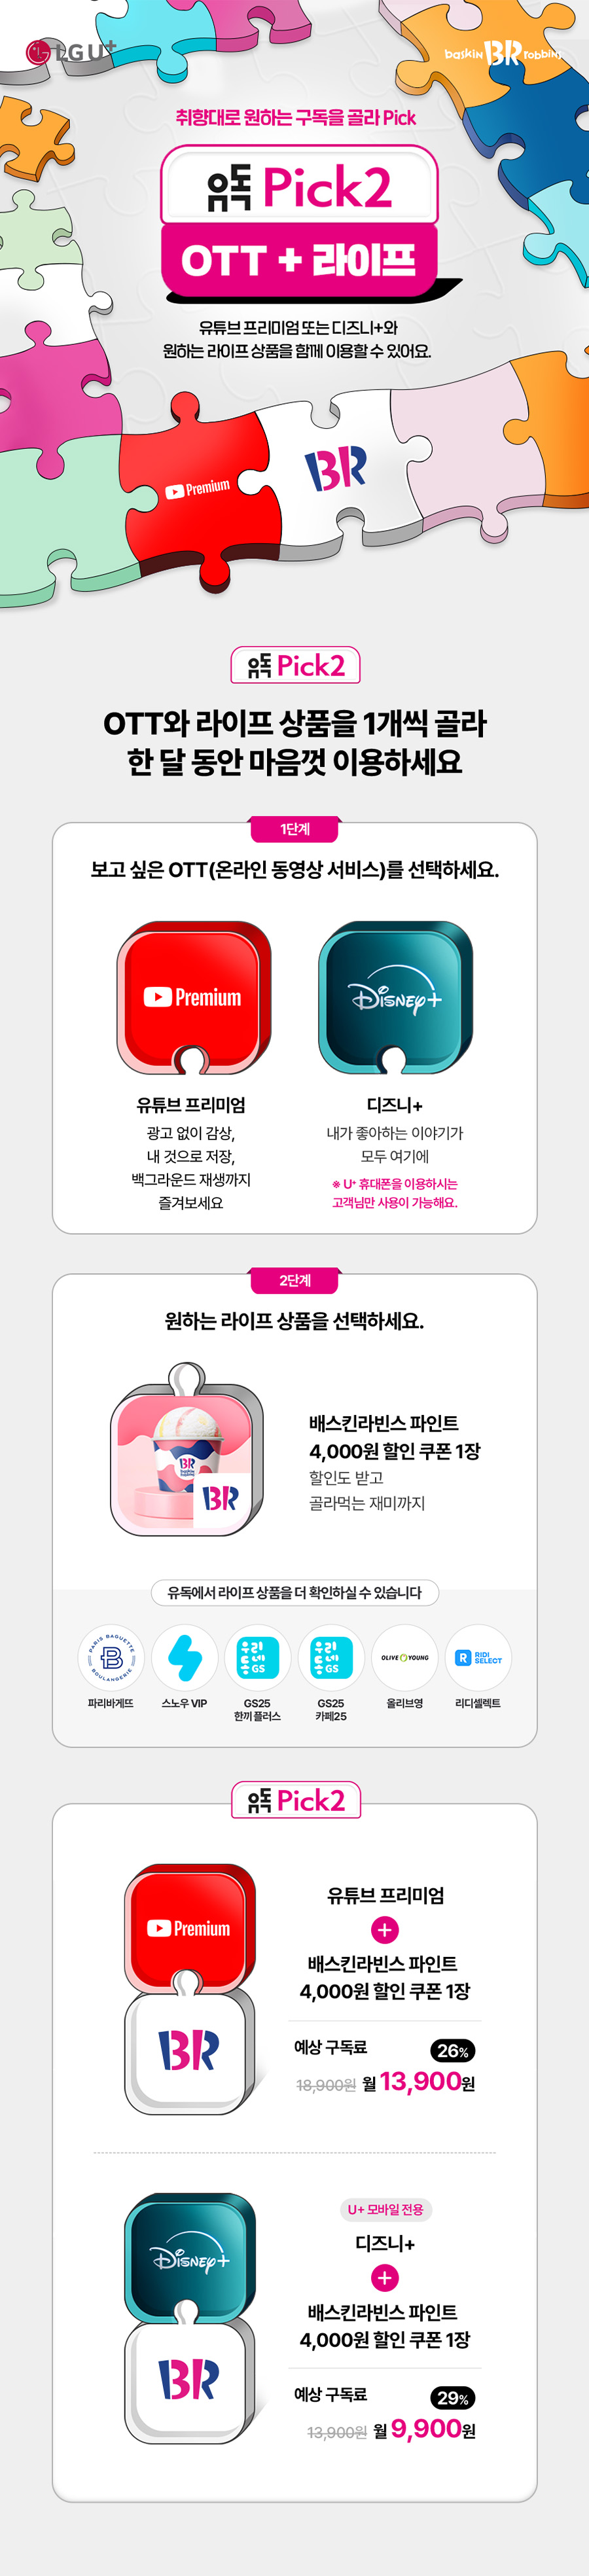 LG U+
baskin BR robbins
취향대로 원하는 구독을 골라 Pick
유독 Pick2
OTT + 라이프
유튜브 프리미엄 또는 디즈니+와
원하는 라이프 상품을 함께 이용할 수 있어요.
Premium
BR
유독 Pick2
OTT와 라이프 상품을 1개씩 골라
한 달 동안 마음껏 이용하세요
1단계
보고 싶은 OTT(온라인 동영상 서비스)를 선택하세요.
Premium
Disney+
유튜브 프리미엄
광고 없이 감상,
내 것으로 저장,
백그라운드 재생까지
즐겨보세요
디즈니+
내가 좋아하는 이야기가
모두 여기에
※ U+ 휴대폰을 이용하시는
고객님만 사용이 가능해요.
2단계
원하는 라이프 상품을 선택하세요.
BR
baskin robbins
BR
배스킨라빈스 파인트
4,000원 할인 쿠폰 1장
할인도 받고
골라먹는 재미까지
유독에서 라이프 상품을 더 확인하실 수 있습니다
PARIS BAGUETTE
B
BOULANGERIE
우리동네GS
우리동네GS
OLIVE YOUNG
R RIDI SELECT
파리바게뜨
스노우 VIP
GS25
한끼 플러스
GS25
카페25
올리브영
리디셀렉트
유독 Pick2
Premium
BR
유튜브 프리미엄
+
배스킨라빈스 파인트
4,000원 할인 쿠폰 1장
예상 구독료 26%
18,900원 월 13,900원
Disney+
BR
U+ 모바일 전용
디즈니+
+
배스킨라빈스 파인트
4,000원 할인 쿠폰 1장
예상 구독료 29%
13,900원 월 9,900원